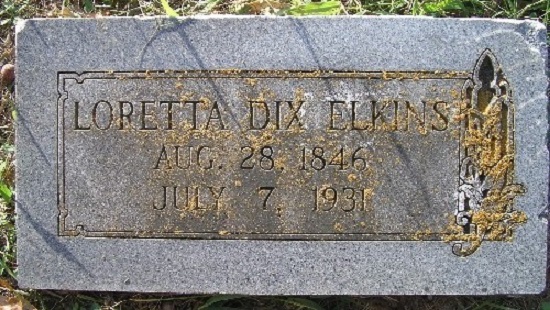 LORETTA DIX ELKINS
AUG. 28, 1846
JULY 7, 1931